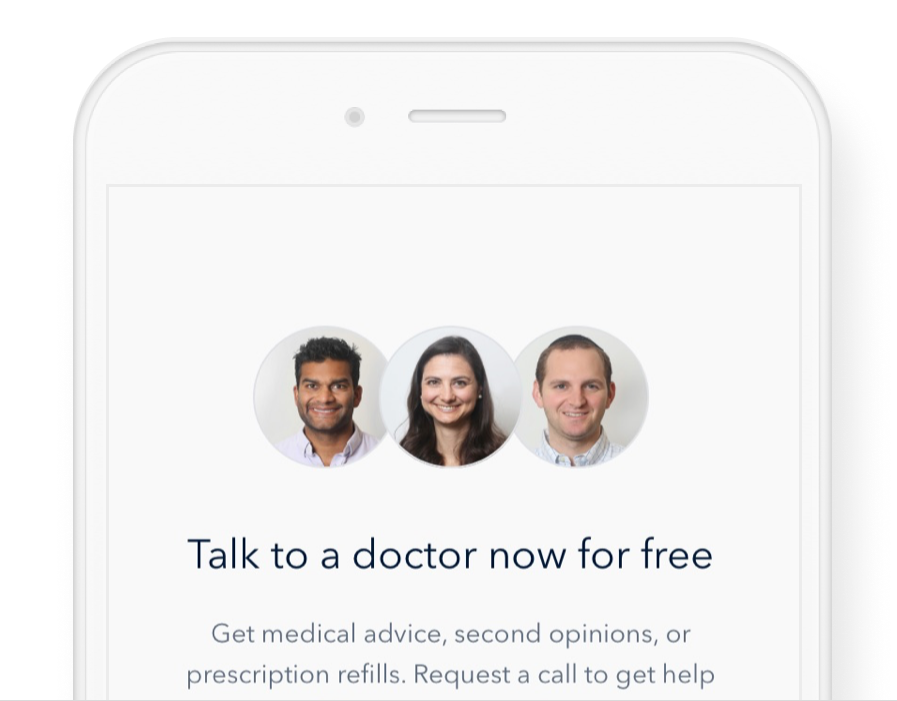 Talk to a doctor now for free
Get medical advice, second opinions, or
prescription refills. Request a call to get help